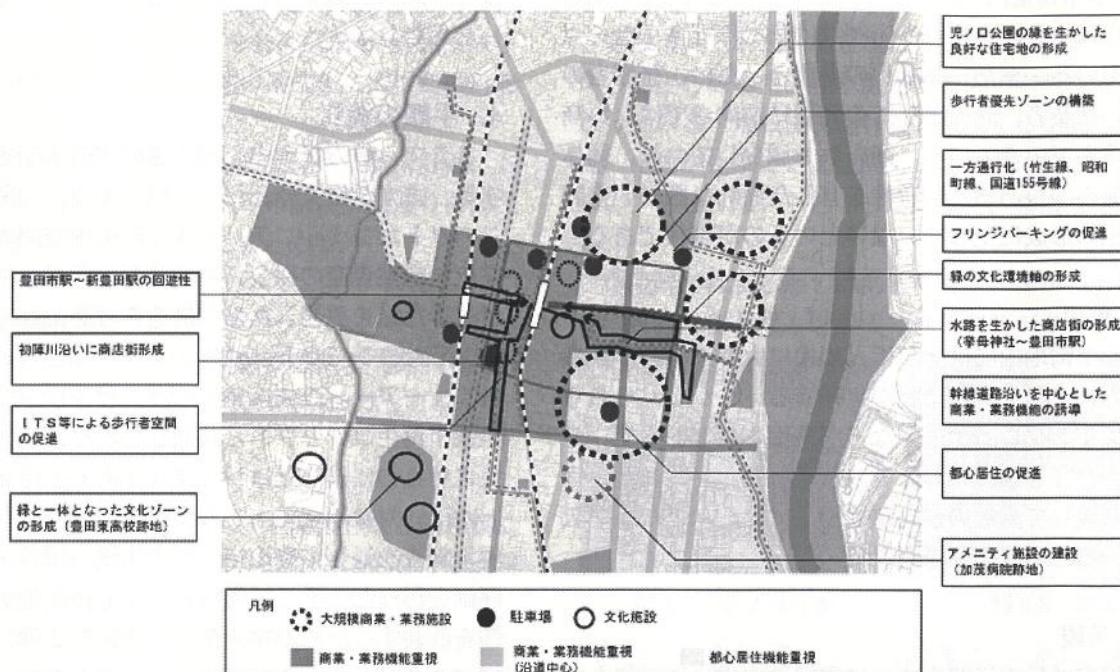 児ノ口公園の緑を生かした
良好な住宅地の形成
歩行者優先ゾーンの構築
一方通行化（竹生線、昭和
町線、国道155号線）
フリンジパーキングの促進
緑の文化環境軸の形成
水路を生かした商店街の形成
（挙母神社～豊田市駅）
幹線道路沿いを中心とした
商業・業務機能の誘導
都心居住の促進
アメニティ施設の建設
（加茂病院跡地）
豊田市駅～新豊田駅の回遊性
初陣川沿いに商店街形成
ITS等による歩行者空間
の促進
緑と一体となった文化ゾーン
の形成（豊田東高校跡地）
凡例
大規模商業・業務施設
駐車場
文化施設
商業・業務機能重視
商業・業務機能重視
（沿道中心）
都心居住機能重視